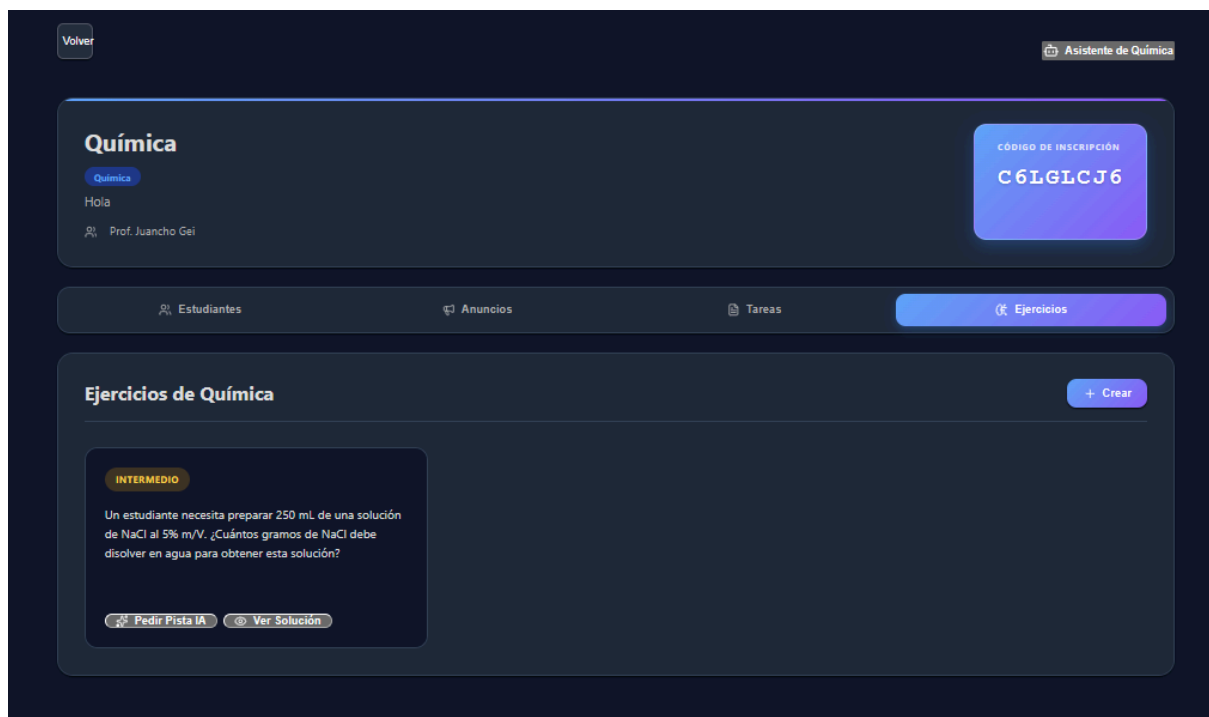 Volver
Asistente de Química
Química
Química
Hola
Prof. Juancho Gei
CÓDIGO DE INSCRIPCIÓN
C6LGLCJ6
Estudiantes
Anuncios
Tareas
Ejercicios
Ejercicios de Química
+ Crear
INTERMEDIO
Un estudiante necesita preparar 250 mL de una solución
de NaCl al 5% m/V. ¿Cuántos gramos de NaCl debe
disolver en agua para obtener esta solución?
Pedir Pista IA
Ver Solución